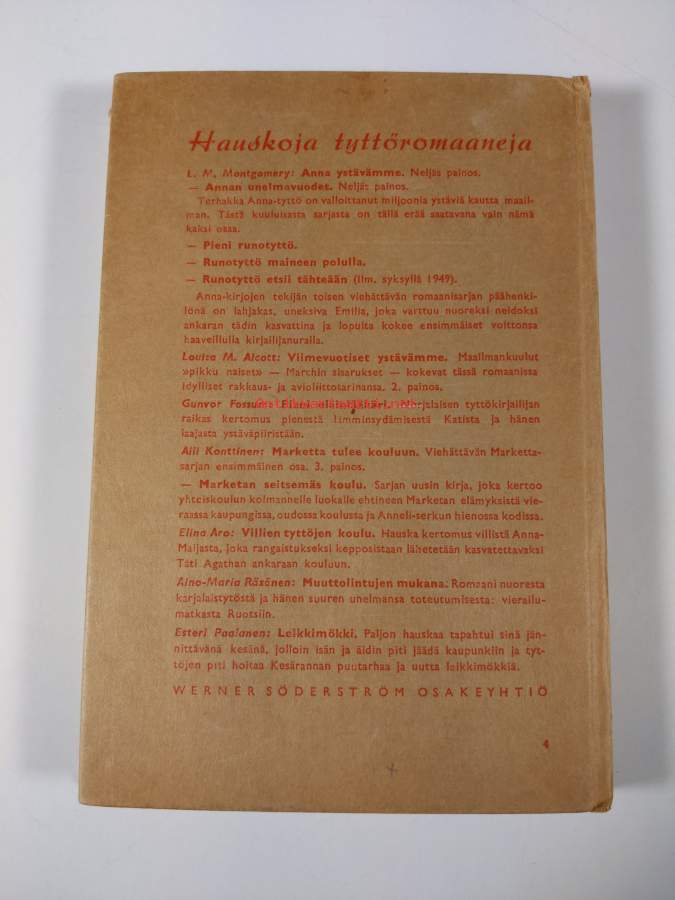 Hauskoja tyttöromaaneja
L. M. Montgomery: Anna ystävämme. Neljäs painos.
— Annan unelmavuodet. Neljäs painos.
Terhakka Anna-tyttö on valloittanut miljoonia ystäviä kautta maail-
man. Tästä kuuluisasta sarjasta on tällä erää saatavana vain nämä
kaksi osaa.
— Pieni runotyttö.
— Runotyttö maineen polulla.
— Runotyttö etsii tähteään (ilm. syksyllä 1949).
Anna-kirjojen tekijän toisen viehättävän romaanisarjan päähenki-
lönä on lahjakas, uneksiva Emilia, joka varttuu nuoreksi neidoksi
ankaran tädin kasvattina ja lopulta kokee ensimmäiset voittonsa
haaveillulla kirjailijanuralla.
Louisa M. Alcott: Viimevuotiset ystävämme. Maailmankuulut
»pikku naiset» — Marchin sisarukset — kokevat tässä romaanissa
idylliset rakkaus- ja avioliittotarinansa. 2. painos.
Gunvor Fossum: tyttökirjailijan
raikas kertomus pienestä lämminsydämisestä Katista ja hänen
laajasta ystäväpiiristään.
Aili Konttinen: Marketta tulee kouluun. Viehättävän Marketta-
sarjan ensimmäinen osa. 3. painos.
— Marketan seitsemäs koulu. Sarjan uusin kirja, joka kertoo
yhteiskoulun kolmannelle luokalle ehtineen Marketan elämyksistä vie-
raassa kaupungissa, oudossa koulussa ja Anneli-serkun hienossa kodissa.
Elina Aro: Villien tyttöjen koulu. Hauska kertomus villistä Anna-
Maijasta, joka rangaistukseksi kepposistaan lähetetään kasvatettavaksi
Täti Agathan ankaraan kouluun.
Aino-Maria Räsänen: Muuttolintujen mukana. Romaani nuoresta
karjalaistytöstä ja hänen suuren unelmansa toteutumisesta: vierailu-
matkasta Ruotsiin.
Esteri Paalanen: Leikkimökki. Paljon hauskaa tapahtui sinä jän-
nittävänä kesänä, jolloin isän ja äidin piti jäädä kaupunkiin ja tyt-
töjen piti hoitaa Kesärannan puutarhaa ja uutta leikkimökkiä.
WERNER SÖDERSTRÖM OSAKEYHTIÖ
4